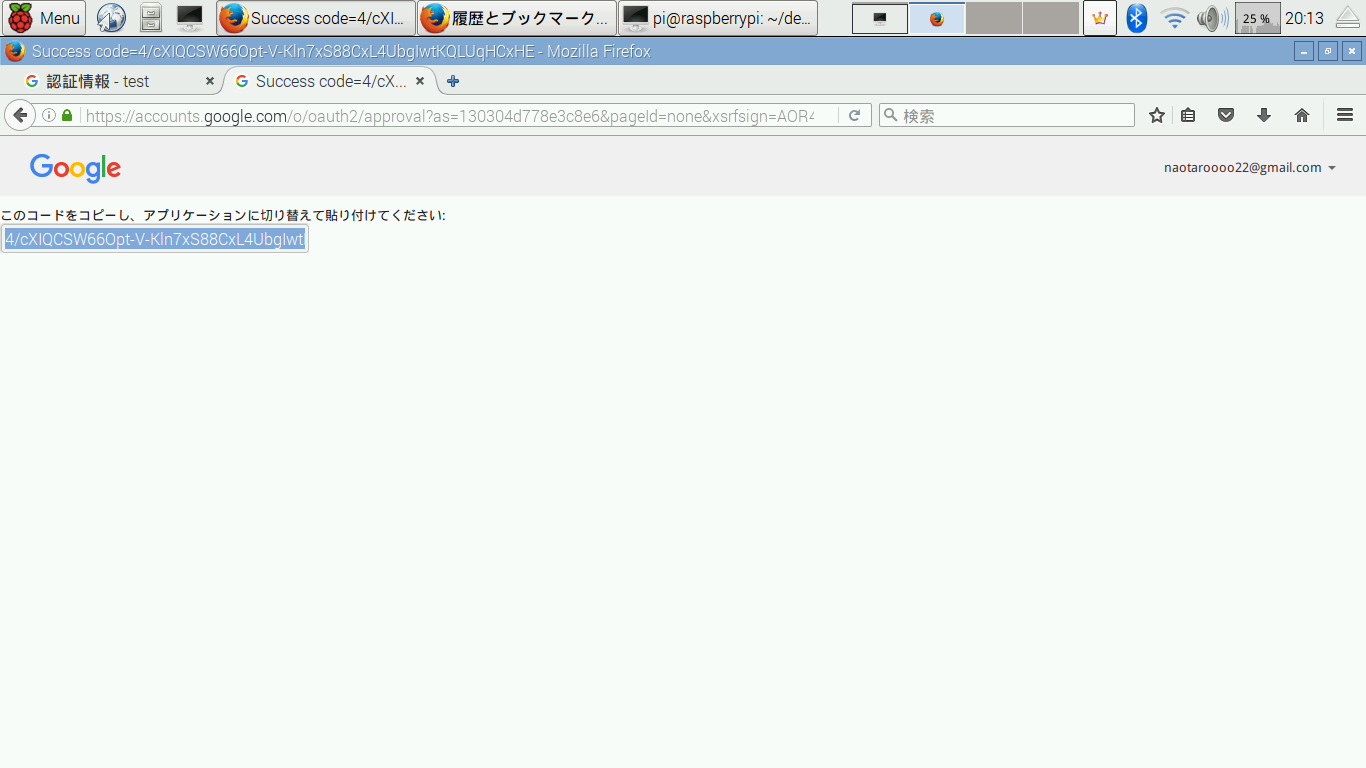 Menu
Success code=4/cXI...
履歴とブックマーク...
pi@raspberrypi: ~/de...
25 %
20:13
Success code=4/cXIQCSW66Opt-V-Kln7xS88CxL4UbgIwtKQLUqHCxHE - Mozilla Firefox
認証情報 - test
Success code=4/cX...
https://accounts.google.com/o/oauth2/approval?as=130304d778e3c8e6&pageId=none&xsrfsign=AOR4
検索
Google
naotaroooo22@gmail.com
このコードをコピーし、アプリケーションに切り替えて貼り付けてください:
4/cXIQCSW66Opt-V-Kln7xS88CxL4UbgIwt